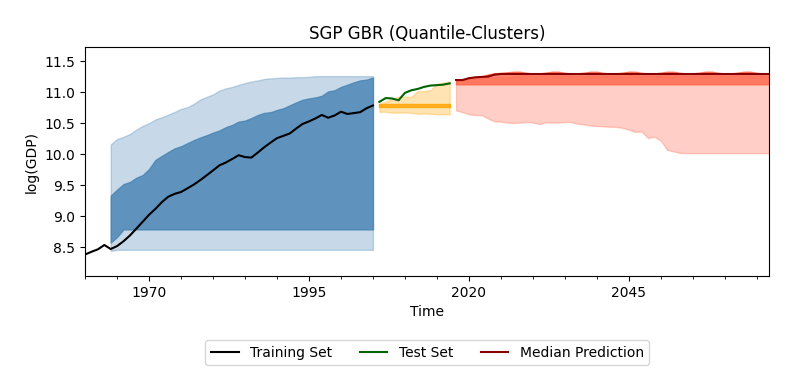 SGP GBR (Quantile-Clusters)
11.5
11.0
10.5
10.0
9.5
9.0
8.5
log(GDP)
1970
1995
2020
2045
Time
Training Set
Test Set
Median Prediction